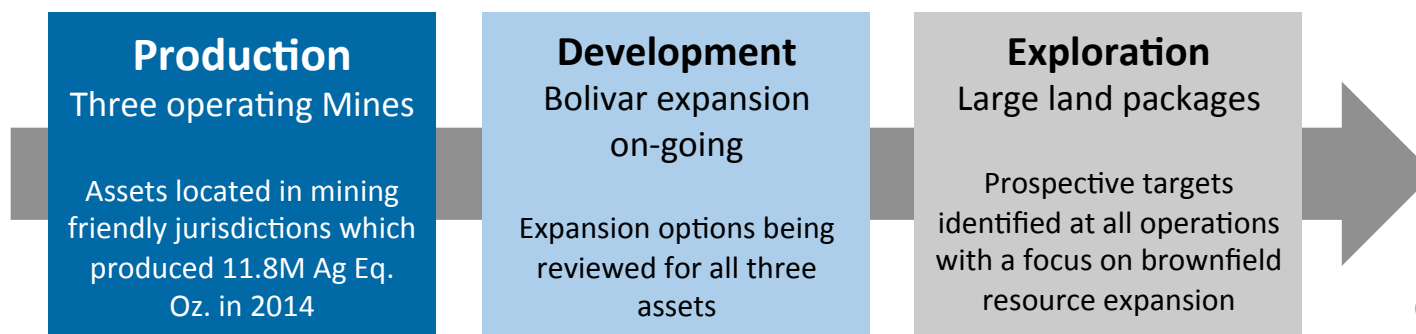 Production
Three operating Mines
Assets located in mining
friendly jurisdictions which
produced 11.8M Ag Eq.
Oz. in 2014
Development
Bolivar expansion
on-going
Expansion options being
reviewed for all three
assets
Exploration
Large land packages
Prospective targets
identified at all operations
with a focus on brownfield
resource expansion